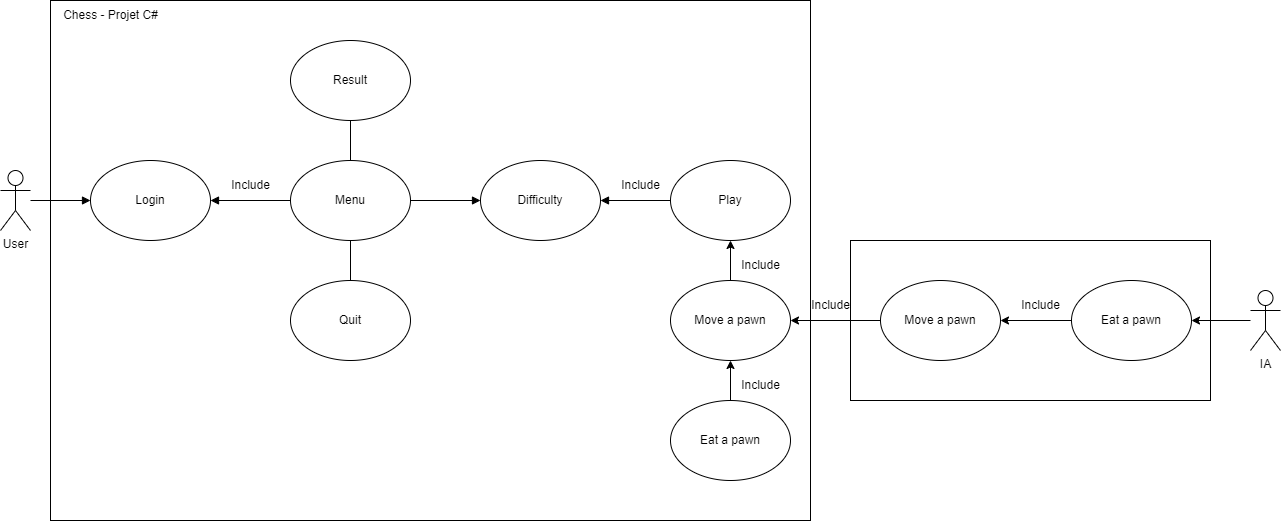 Chess - Projet C#
Result
Login
Include
Menu
Difficulty
Include
Play
User
Include
Quit
Move a pawn
Include
Move a pawn
Include
Eat a pawn
IA
Include
Eat a pawn